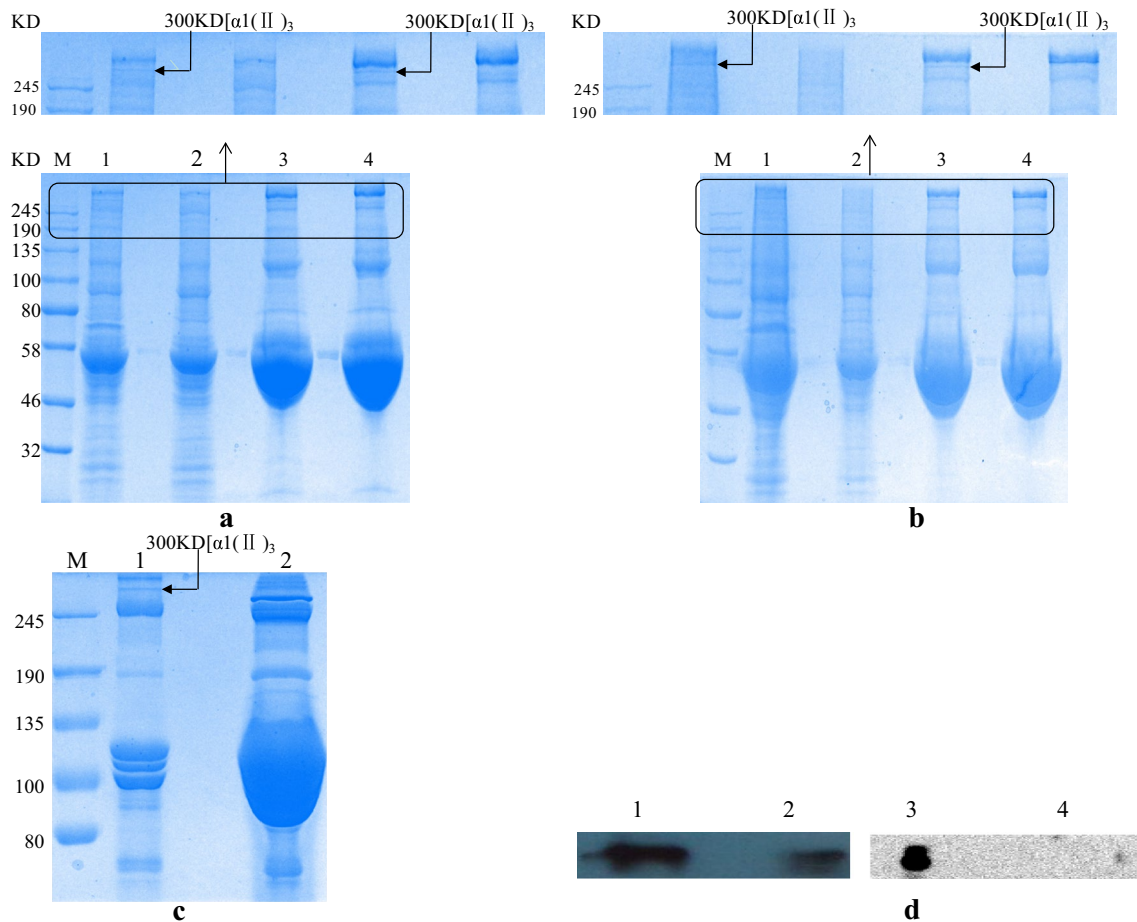 KD 300KD[α1(Ⅱ)₃ 300KD[α1(Ⅱ)₃
245
190
KD M 1 2 3 4
245
190
135
100
80
58
46
32
a
300KD[α1(Ⅱ)₃ 300KD[α1(Ⅱ)₃
KD
245
190
M 1 2 3 4
b
300KD[α1(Ⅱ)₃
M 1 2
245
190
135
100
80
c
1 2 3 4
d